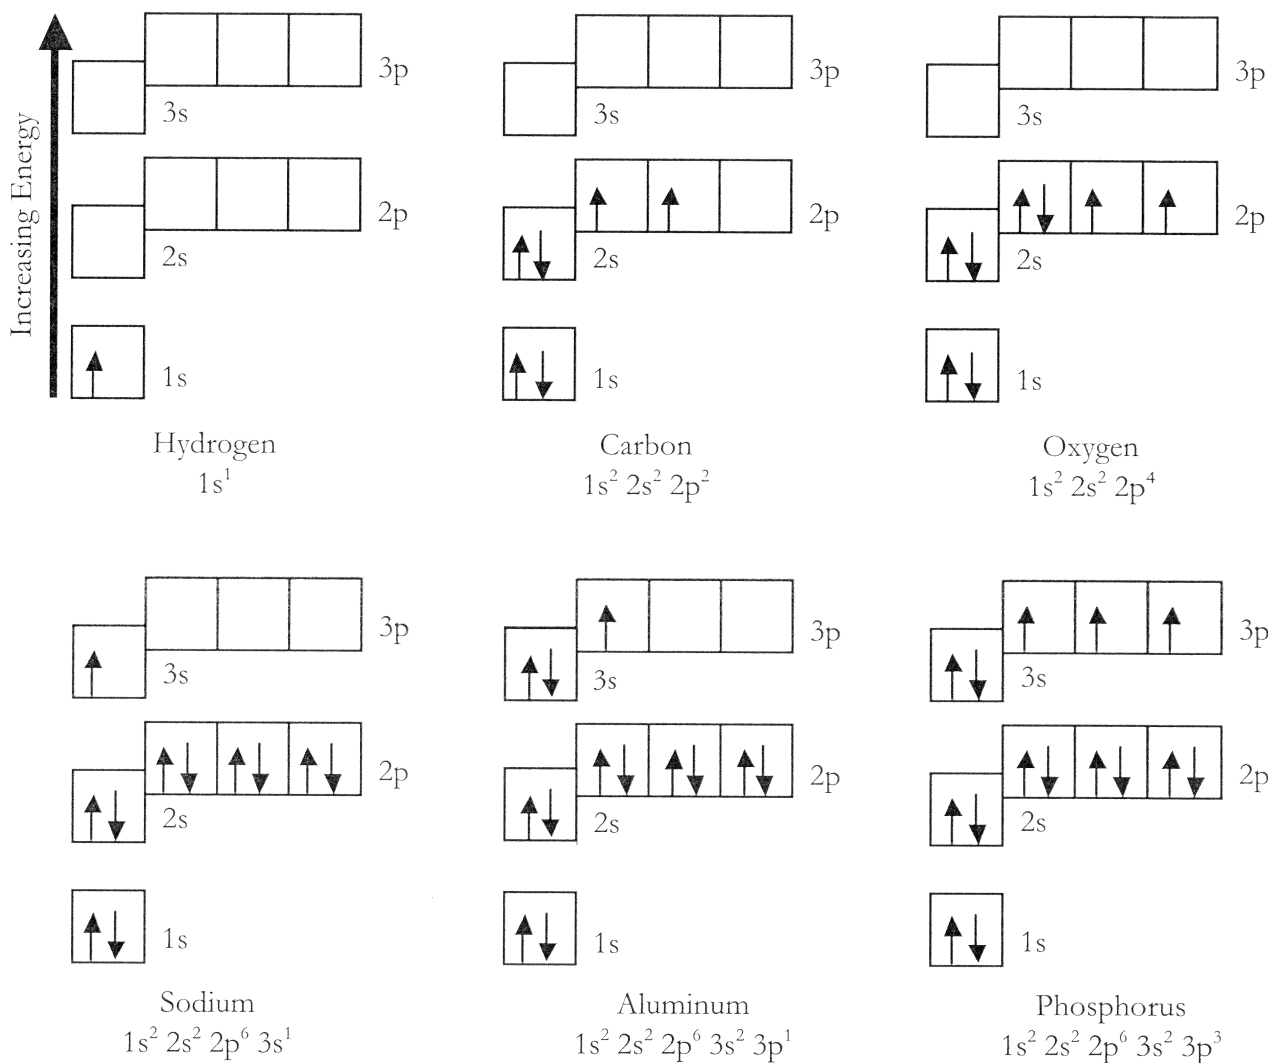 Increasing Energy
3p
3s
2p
2s
1s
Hydrogen
1s¹
3p
3s
2p
2s
1s
Carbon
1s² 2s² 2p²
3p
3s
2p
2s
1s
Oxygen
1s² 2s² 2p⁴
3p
3s
2p
2s
1s
Sodium
1s² 2s² 2p⁶ 3s¹
3p
3s
2p
2s
1s
Aluminum
1s² 2s² 2p⁶ 3s² 3p¹
3p
3s
2p
2s
1s
Phosphorus
1s² 2s² 2p⁶ 3s² 3p³